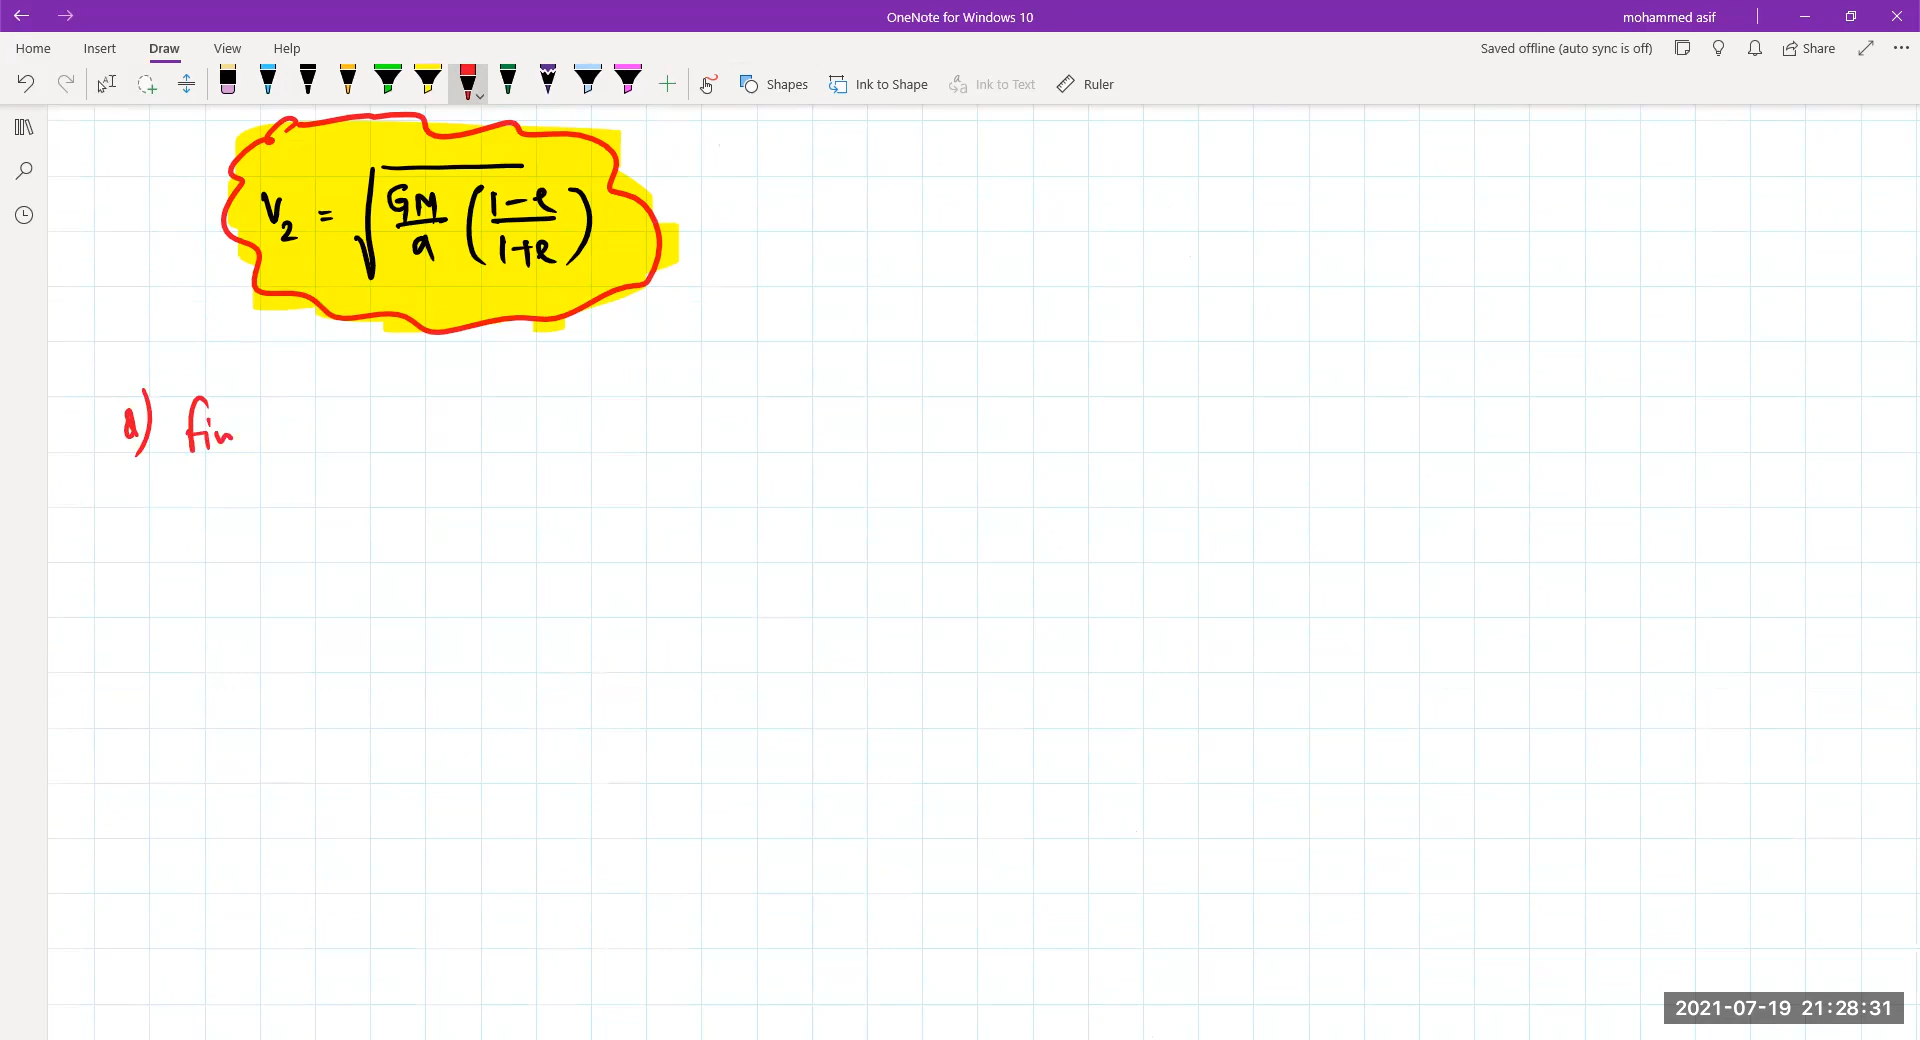 OneNote for Windows 10
mohammed asif
Home Insert Draw View Help
Saved offline (auto sync is off) Share
Shapes Ink to Shape Ink to Text Ruler
V₂ = √(GM/a ((1-e)/(1+e)))
a) fin
2021-07-19 21:28:31